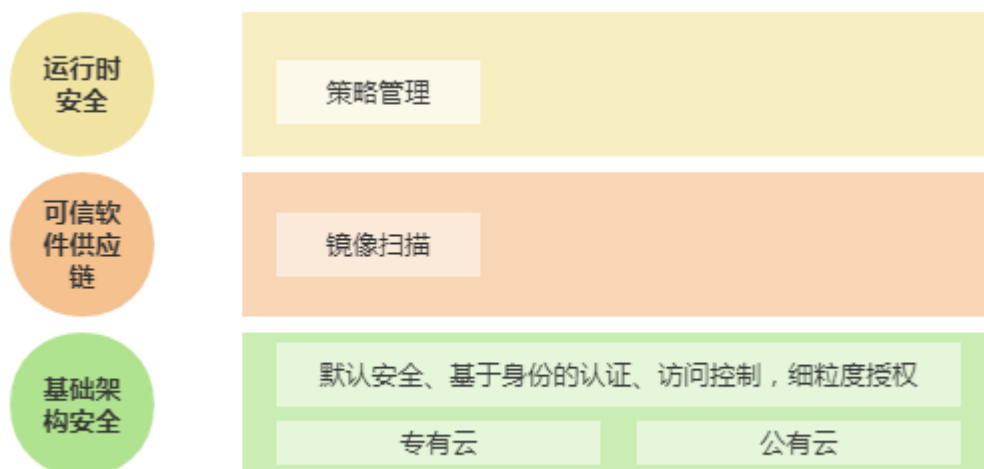 运行时
安全
策略管理
可信软
件供应
链
镜像扫描
基础架
构安全
默认安全、基于身份的认证、访问控制，细粒度授权
专有云
公有云